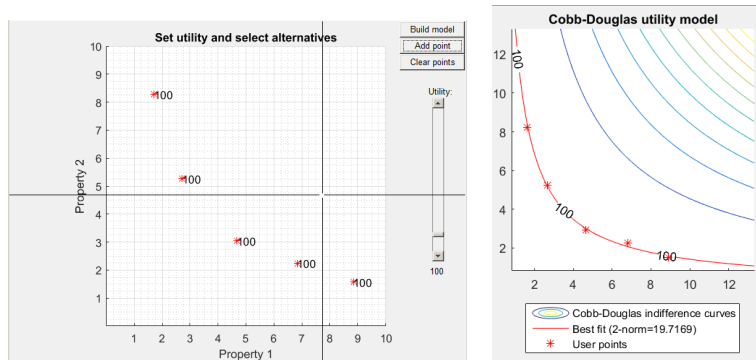 Set utility and select alternatives
Build model
Add point
Clear points
Utility:
100
Property 2
10
9
8
7
6
5
4
3
2
1
100
100
100
100
100
1 2 3 4 5 6 7 8 9 10
Property 1
Cobb-Douglas utility model
12
10
8
6
4
2
100
100
100
2 4 6 8 10 12
Cobb-Douglas indifference curves
Best fit (2-norm=19.7169)
User points